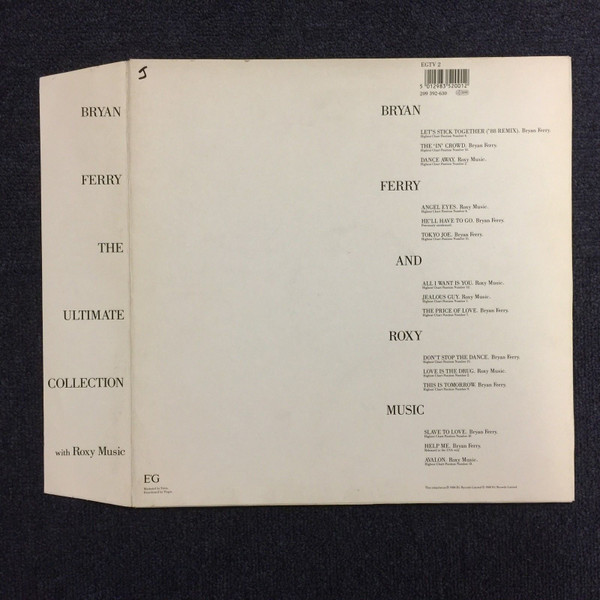 BRYAN
FERRY
THE
ULTIMATE
COLLECTION
with Roxy Music
J
EGTV 2
5 012983 520012
BRYAN
LET'S STICK TOGETHER ('88 REMIX). Bryan Ferry.
THE "IN" CROWD. Bryan Ferry.
DANCE AWAY. Roxy Music.
FERRY
ANGEL EYES. Roxy Music.
HE'LL HAVE TO GO. Bryan Ferry.
TOKYO JOE. Bryan Ferry.
AND
ALL I WANT IS YOU. Roxy Music.
JEALOUS GUY. Roxy Music.
THE PRICE OF LOVE. Bryan Ferry.
ROXY
DON'T STOP THE DANCE. Bryan Ferry.
LOVE IS THE DRUG. Roxy Music.
THIS IS TOMORROW. Bryan Ferry.
MUSIC
SLAVE TO LOVE. Bryan Ferry.
HELP ME. Bryan Ferry.
AVALON. Roxy Music.
E'G